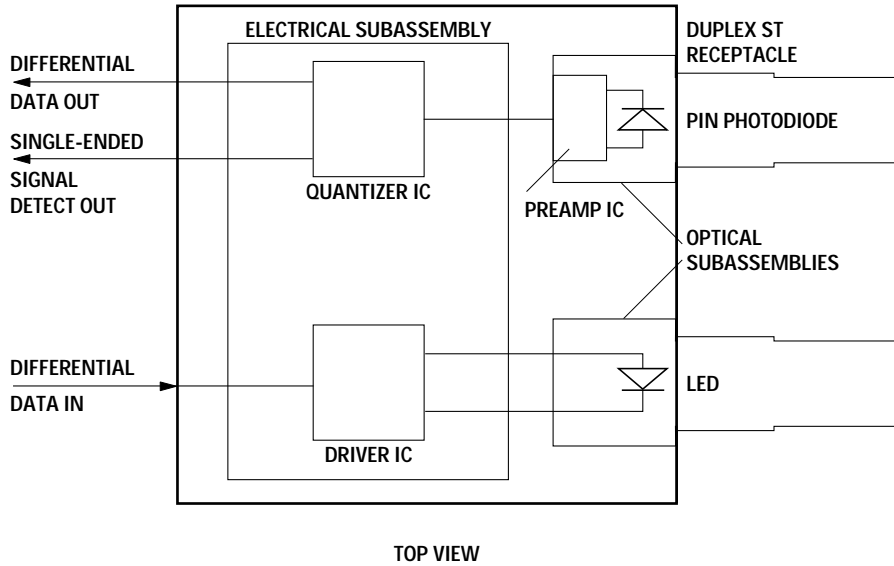 ELECTRICAL SUBASSEMBLY
DUPLEX ST
RECEPTACLE
DIFFERENTIAL
DATA OUT
PIN PHOTODIODE
SINGLE-ENDED
SIGNAL
DETECT OUT
QUANTIZER IC
PREAMP IC
OPTICAL
SUBASSEMBLIES
DIFFERENTIAL
DATA IN
LED
DRIVER IC
TOP VIEW